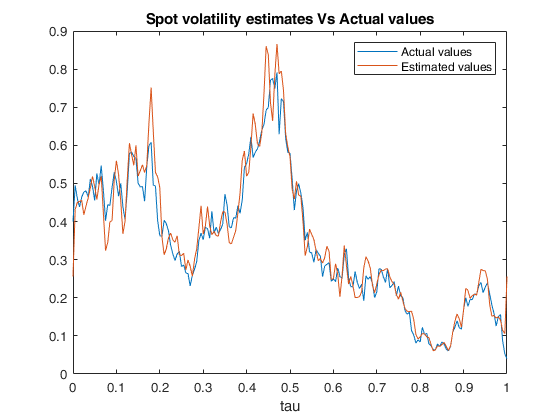 Spot volatility estimates Vs Actual values
Actual values
Estimated values
0.9
0.8
0.7
0.6
0.5
0.4
0.3
0.2
0.1
0
0 0.1 0.2 0.3 0.4 0.5 0.6 0.7 0.8 0.9 1
tau